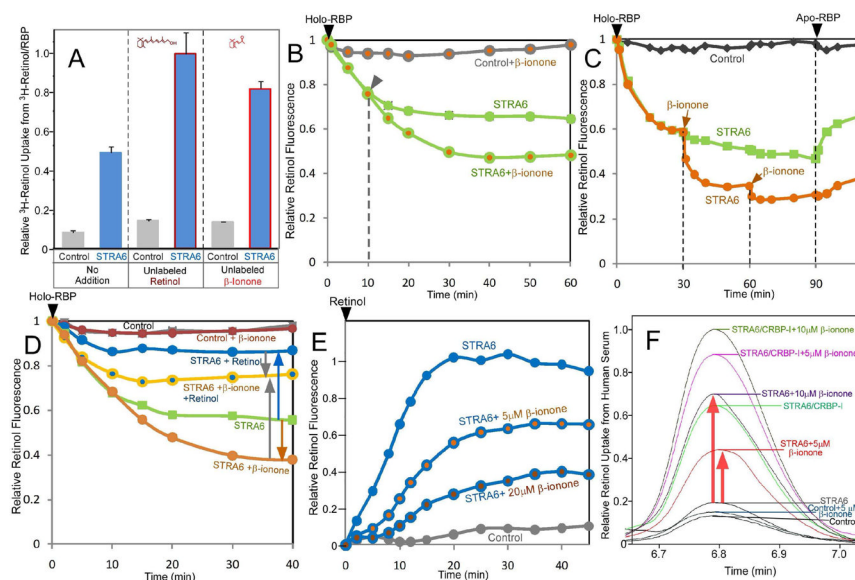 A
Relative ³H-Retinol Uptake from ³H-Retinol/RBP
1.2
1.0
0.8
0.6
0.4
0.2
0
OH
Control STRA6 Control STRA6 Control STRA6
No Addition
Unlabeled Retinol
Unlabeled β-Ionone
B
Holo-RBP
Relative Retinol Fluorescence
1
0.8
0.6
0.4
0.2
0
Control+β-ionone
STRA6
STRA6+β-ionone
0 10 20 30 40 50 60
Time (min)
C
Holo-RBP
Apo-RBP
Relative Retinol Fluorescence
1
0.8
0.6
0.4
0.2
0
Control
β-ionone
STRA6
β-ionone
STRA6
0 30 60 90
Time (min)
D
Holo-RBP
Relative Retinol Fluorescence
1
0.8
0.6
0.4
0.2
0
Control
Control + β-ionone
STRA6 + Retinol
STRA6 +β-ionone
+Retinol
STRA6
STRA6 +β-ionone
0 10 20 30 40
Time (min)
E
Retinol
Relative Retinol Fluorescence
1
0.8
0.6
0.4
0.2
0
STRA6
STRA6+ 5μM β-ionone
STRA6+ 20μM β-ionone
Control
0 10 20 30 40
Time (min)
F
Relative Retinol Uptake from Human Serum
1.0
0.8
0.6
0.4
0.2
0
STRA6/CRBP-I+10μM β-ionone
STRA6/CRBP-I+5μM β-ionone
STRA6+10μM β-ionone
STRA6/CRBP-I
STRA6+5μM
β-ionone
STRA6
Control+5 μM
β-ionone
Control
6.7 6.8 6.9 7.0
Time (min)